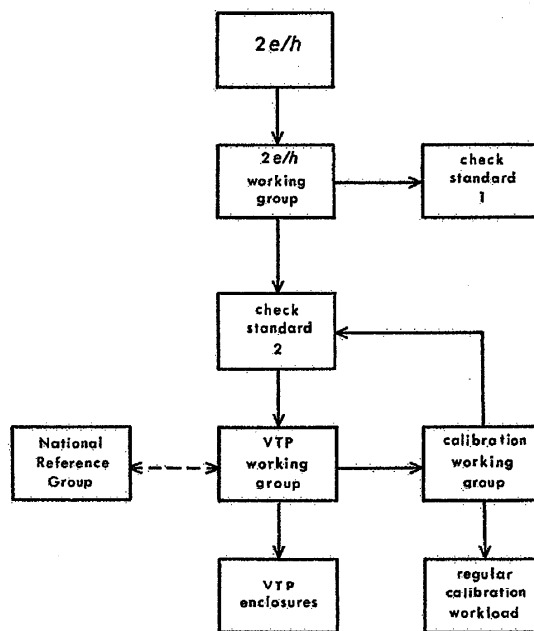 2e/h
2e/h
working
group
check
standard
1
check
standard
2
National
Reference
Group
VTP
working
group
calibration
working
group
VTP
enclosures
regular
calibration
workload